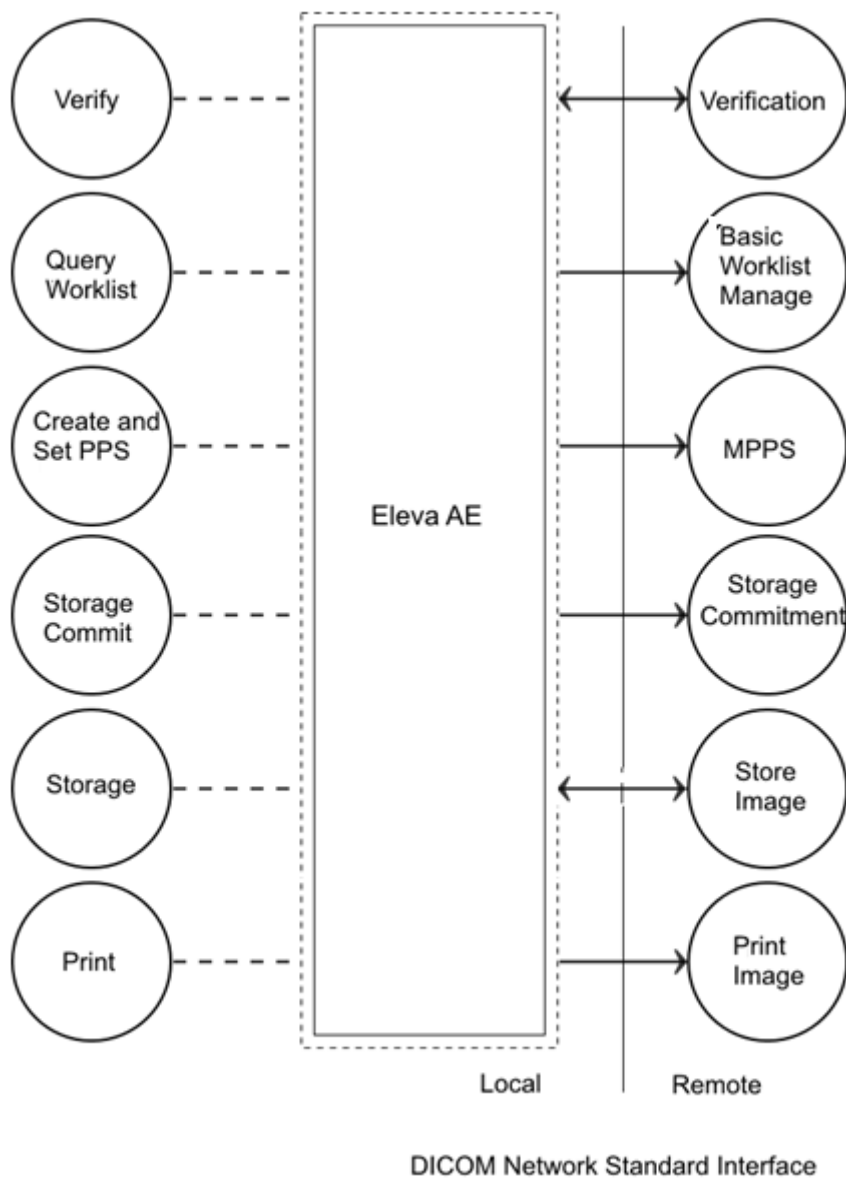 Verify
Verification
Query
Worklist
Basic
Worklist
Manage
Create and
Set PPS
MPPS
Eleva AE
Storage
Commit
Storage
Commitment
Storage
Store
Image
Print
Print
Image
Local
Remote
DICOM Network Standard Interface